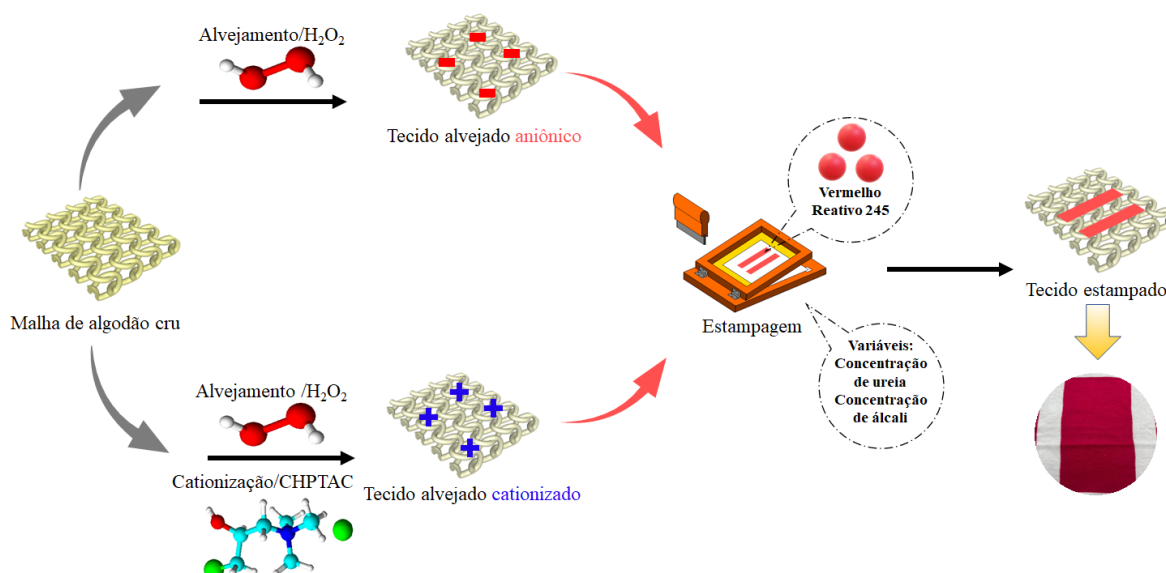 Alvejamento/H₂O₂
Tecido alvejado aniônico
Malha de algodão cru
Alvejamento /H₂O₂
Cationização/CHPTAC
Tecido alvejado cationizado
Vermelho
Reativo 245
Estampagem
Variáveis:
Concentração
de ureia
Concentração
de álcali
Tecido estampado